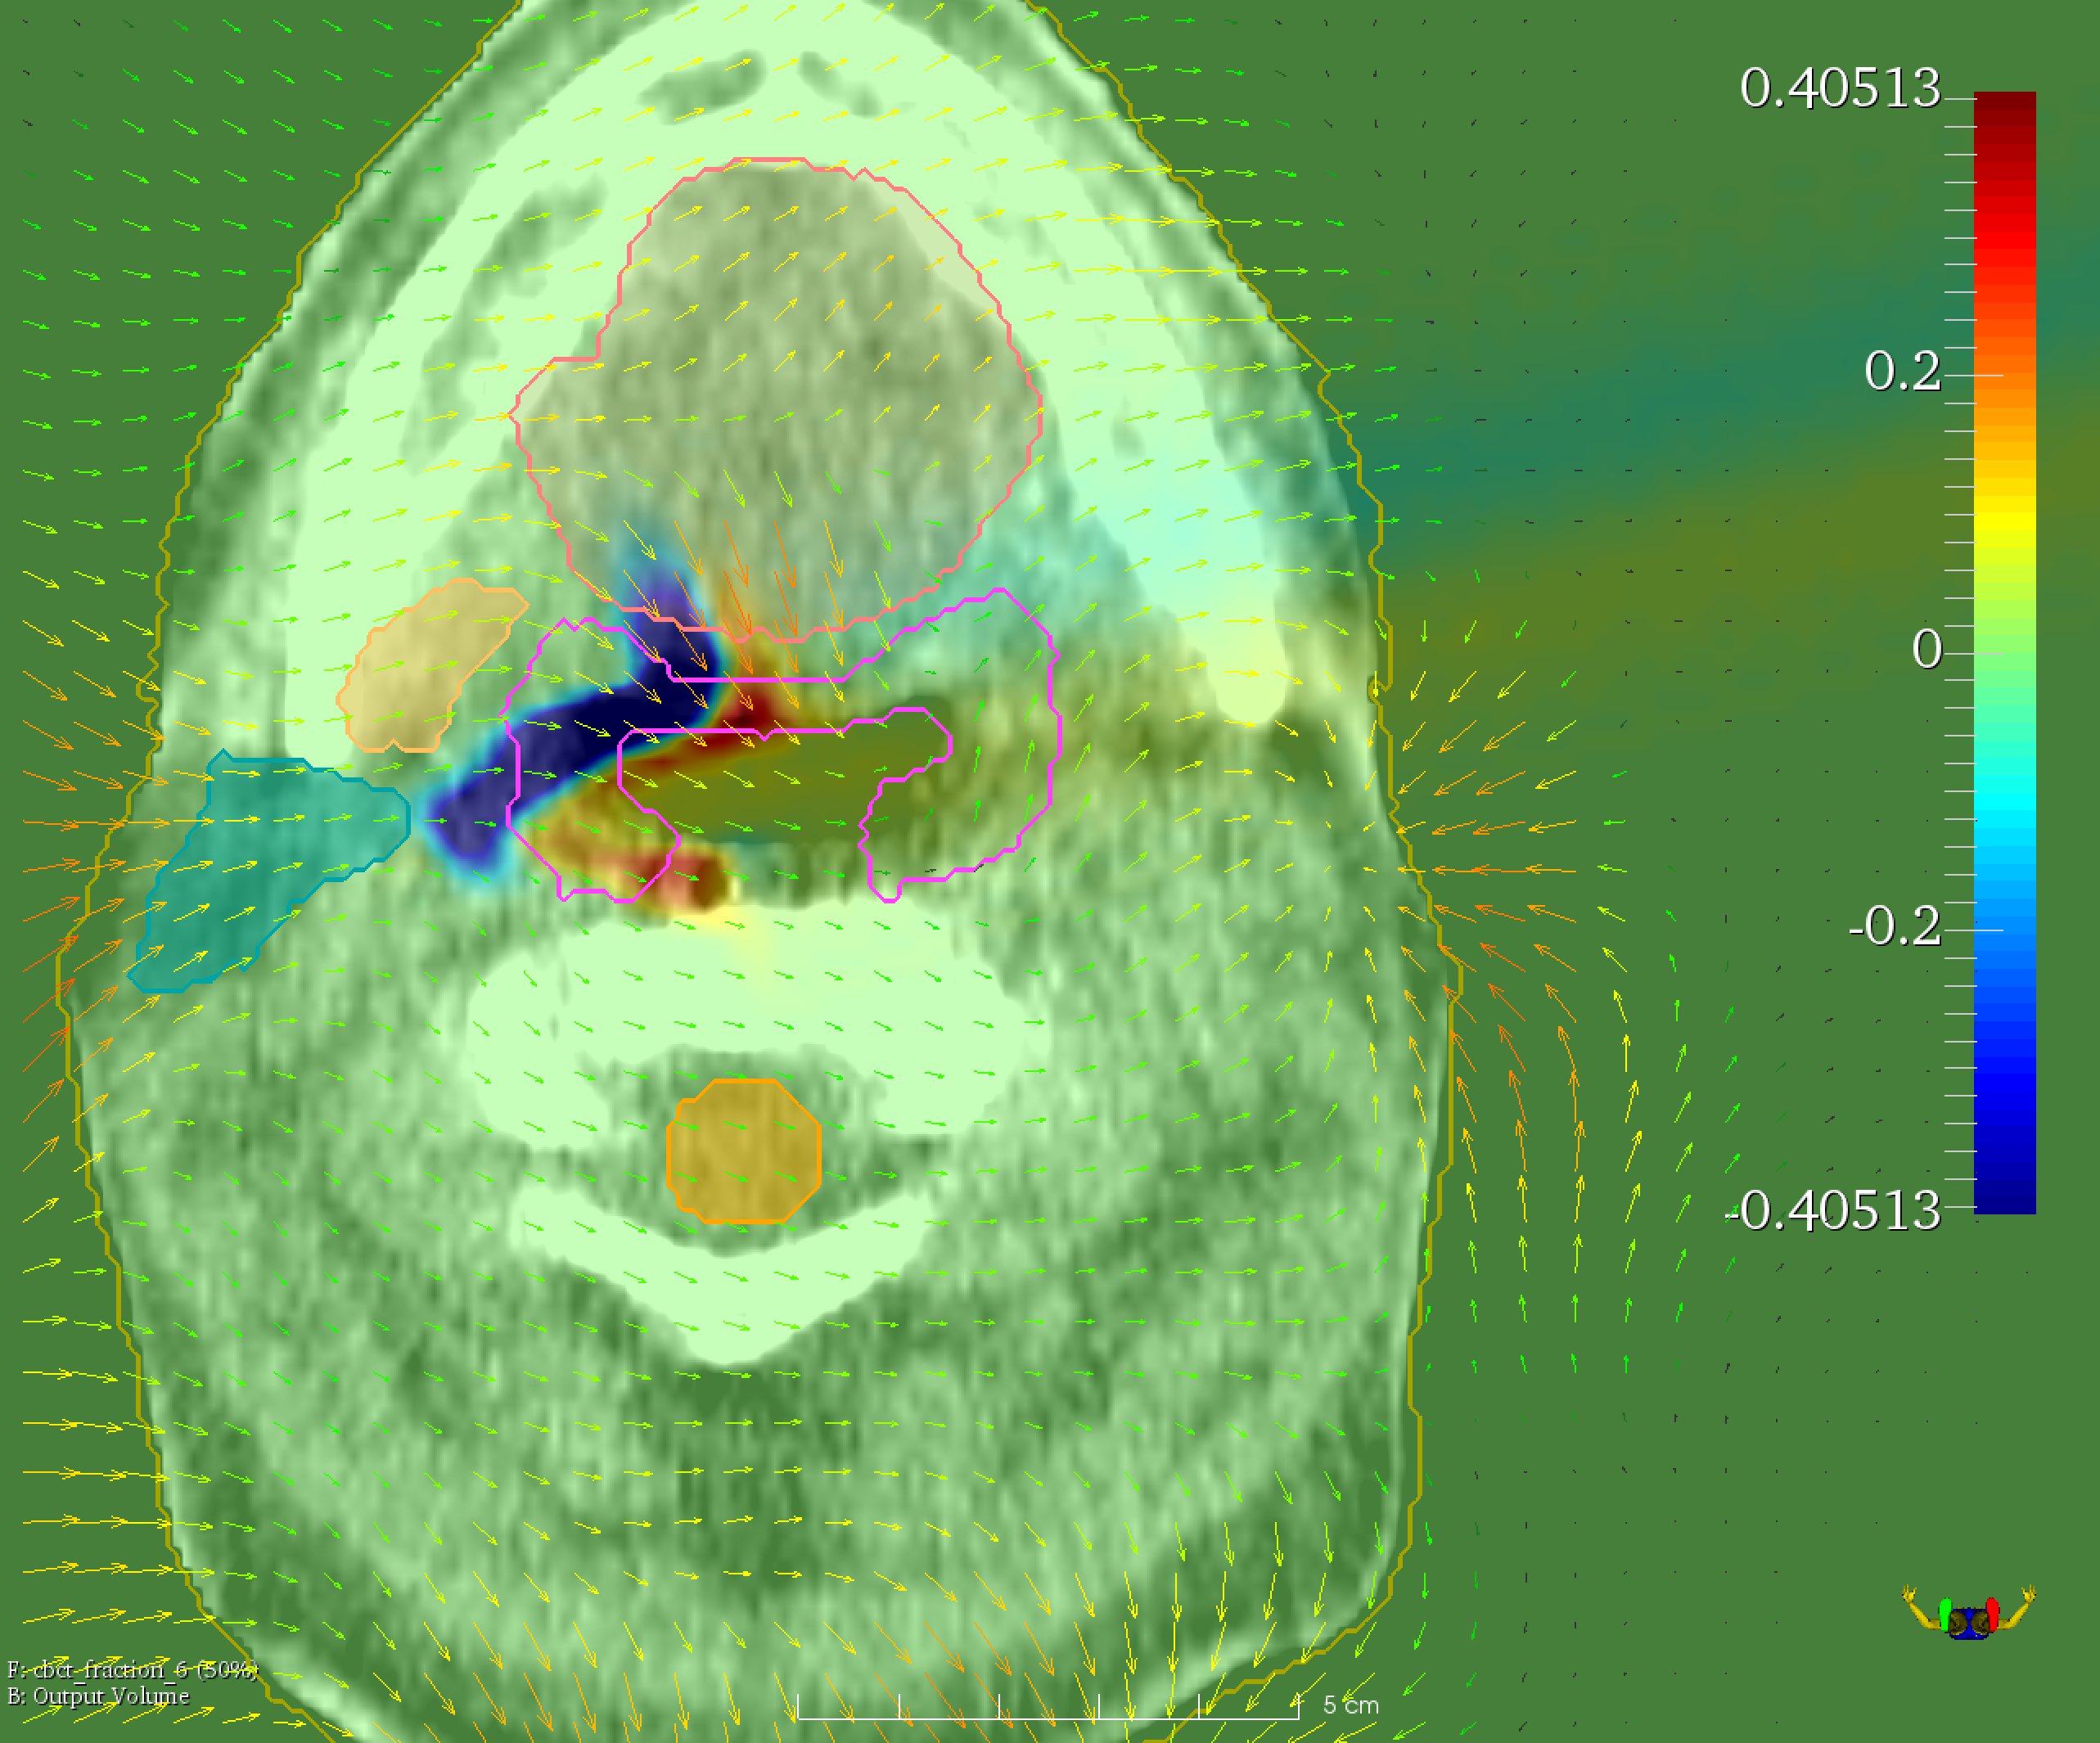 0.40513
0.2
0
-0.2
-0.40513
F: cbct_fraction_6 (50%)
B: Output Volume
5 cm